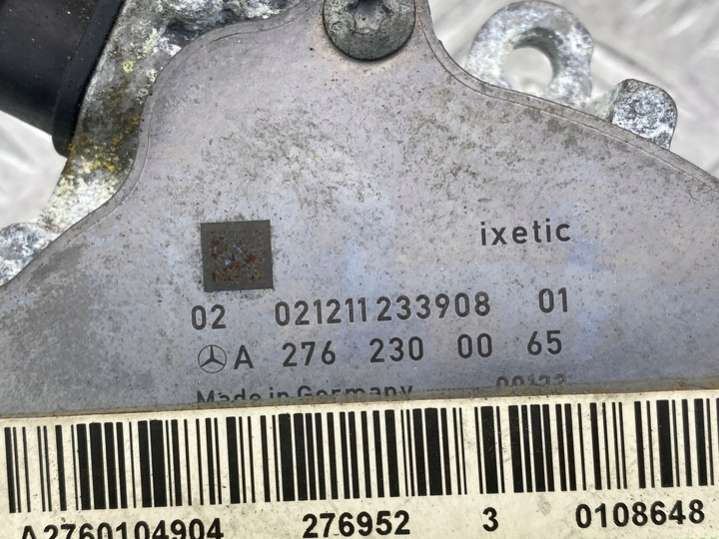 ixetic
02 021211233908 01
A 276 230 00 65
Made in Germany
A2760104904 276952 3 0108648